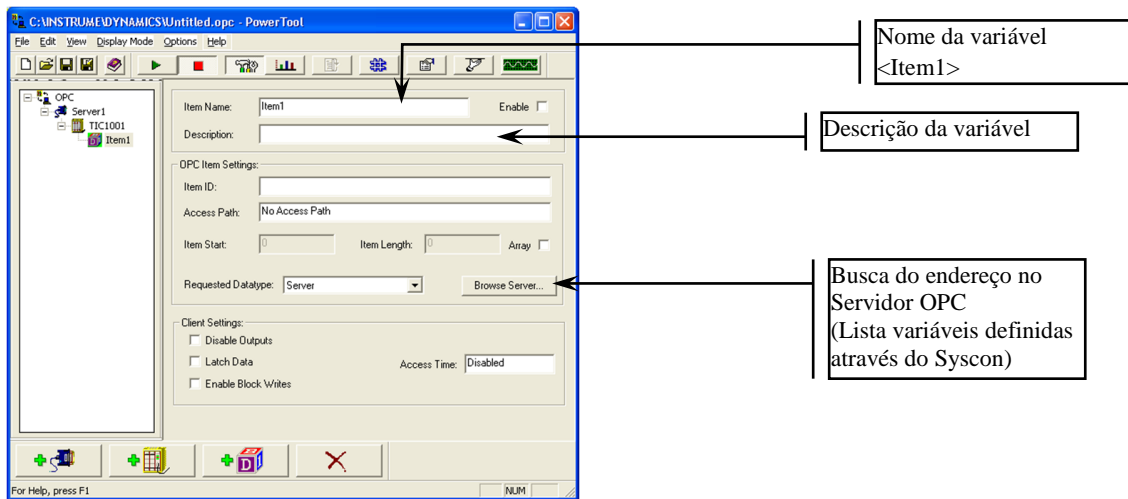 C:\INSTRUME\DYNAMICS\Untitled.opc - PowerTool
File Edit View Display Mode Options Help
OPC
Server1
TIC1001
D Item1
Item Name: Item1 Enable
Description:
OPC Item Settings:
Item ID:
Access Path: No Access Path
Item Start: 0 Item Length: 0 Array
Requested Datatype: Server Browse Server...
Client Settings:
Disable Outputs
Latch Data Access Time: Disabled
Enable Block Writes
D
For Help, press F1 NUM
Nome da variável
<Item1>
Descrição da variável
Busca do endereço no
Servidor OPC
(Lista variáveis definidas
através do Syscon)